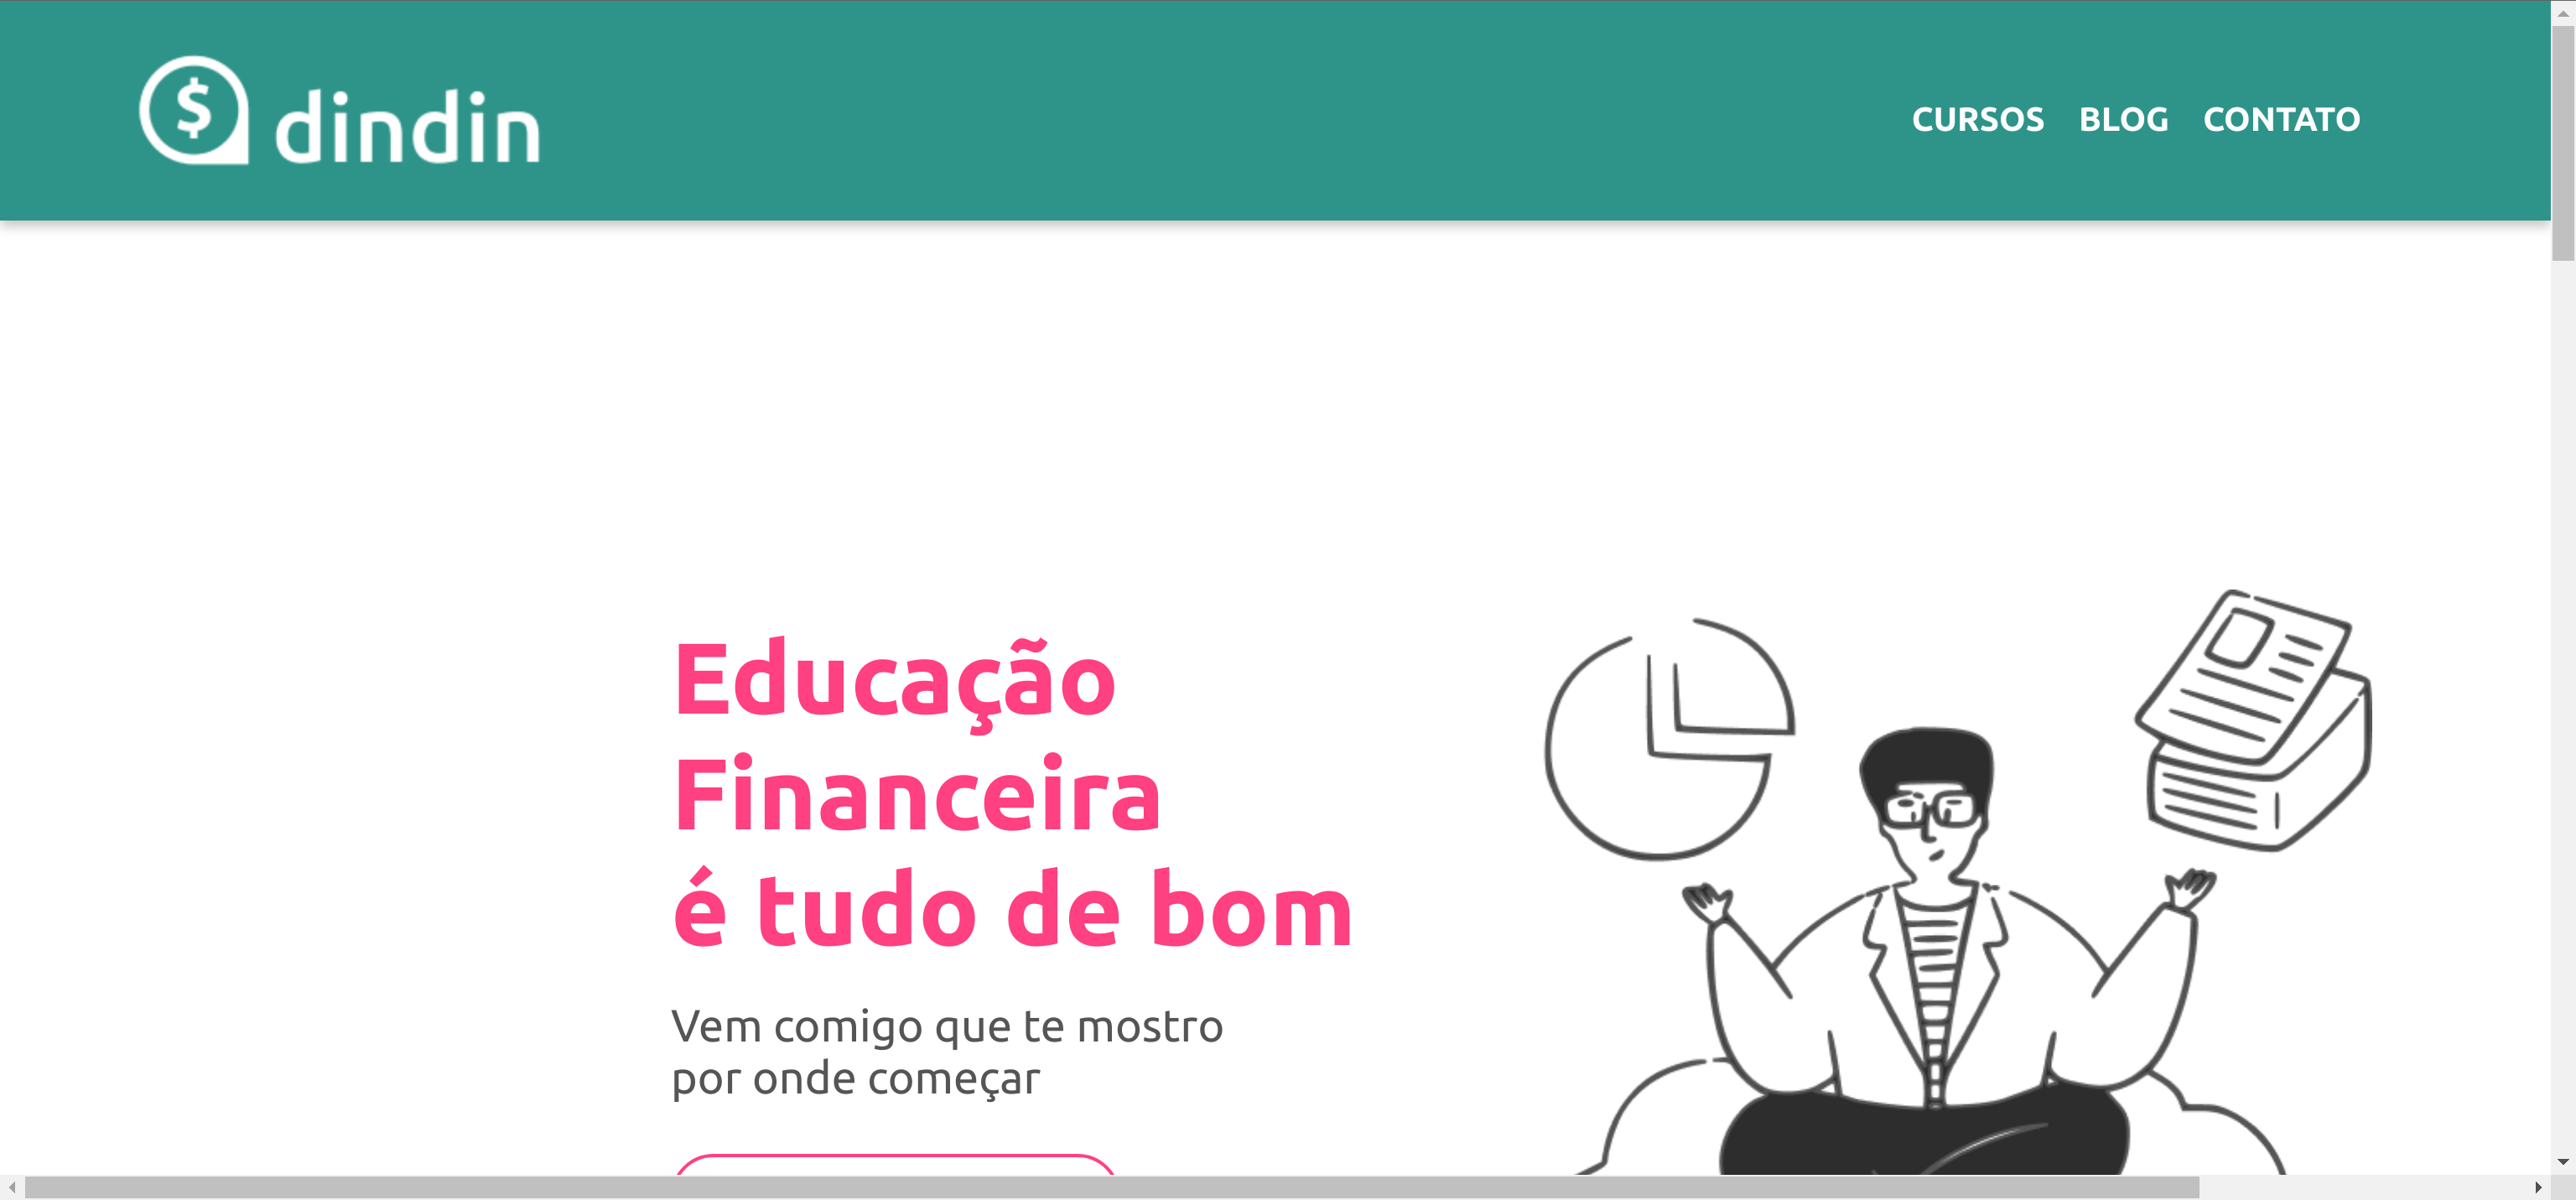 $ dindin
CURSOS BLOG CONTATO
Educação
Financeira
é tudo de bom
Vem comigo que te mostro
por onde começar